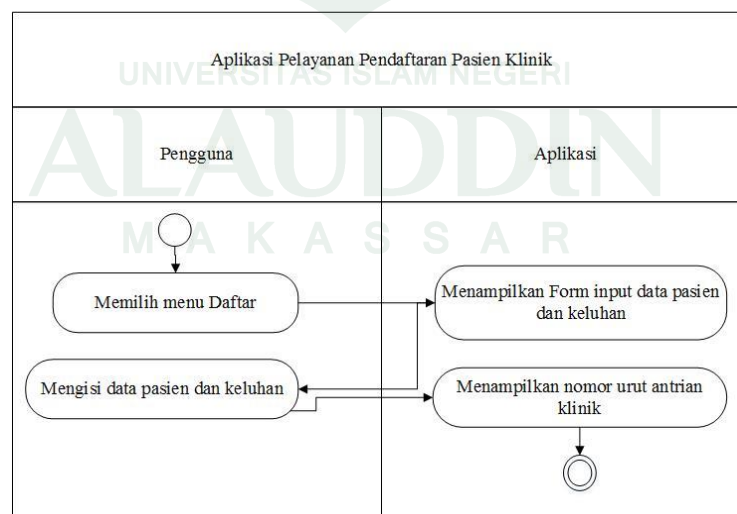 Aplikasi Pelayanan Pendaftaran Pasien Klinik
UNIVERSITAS ISLAM NEGERI
ALAUDDIN
MAKASSAR
Pengguna
Aplikasi
Memilih menu Daftar
Menampilkan Form input data pasien
dan keluhan
Mengisi data pasien dan keluhan
Menampilkan nomor urut antrian
klinik